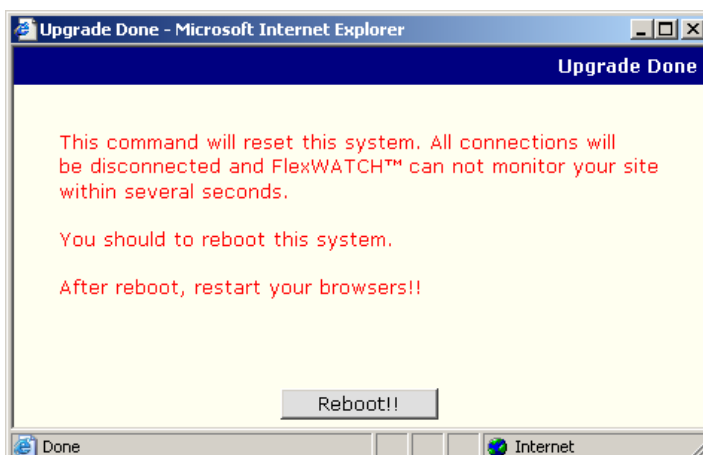 Upgrade Done - Microsoft Internet Explorer
Upgrade Done
This command will reset this system. All connections will
be disconnected and FlexWATCH™ can not monitor your site
within several seconds.
You should to reboot this system.
After reboot, restart your browsers!!
Reboot!!
Done
Internet